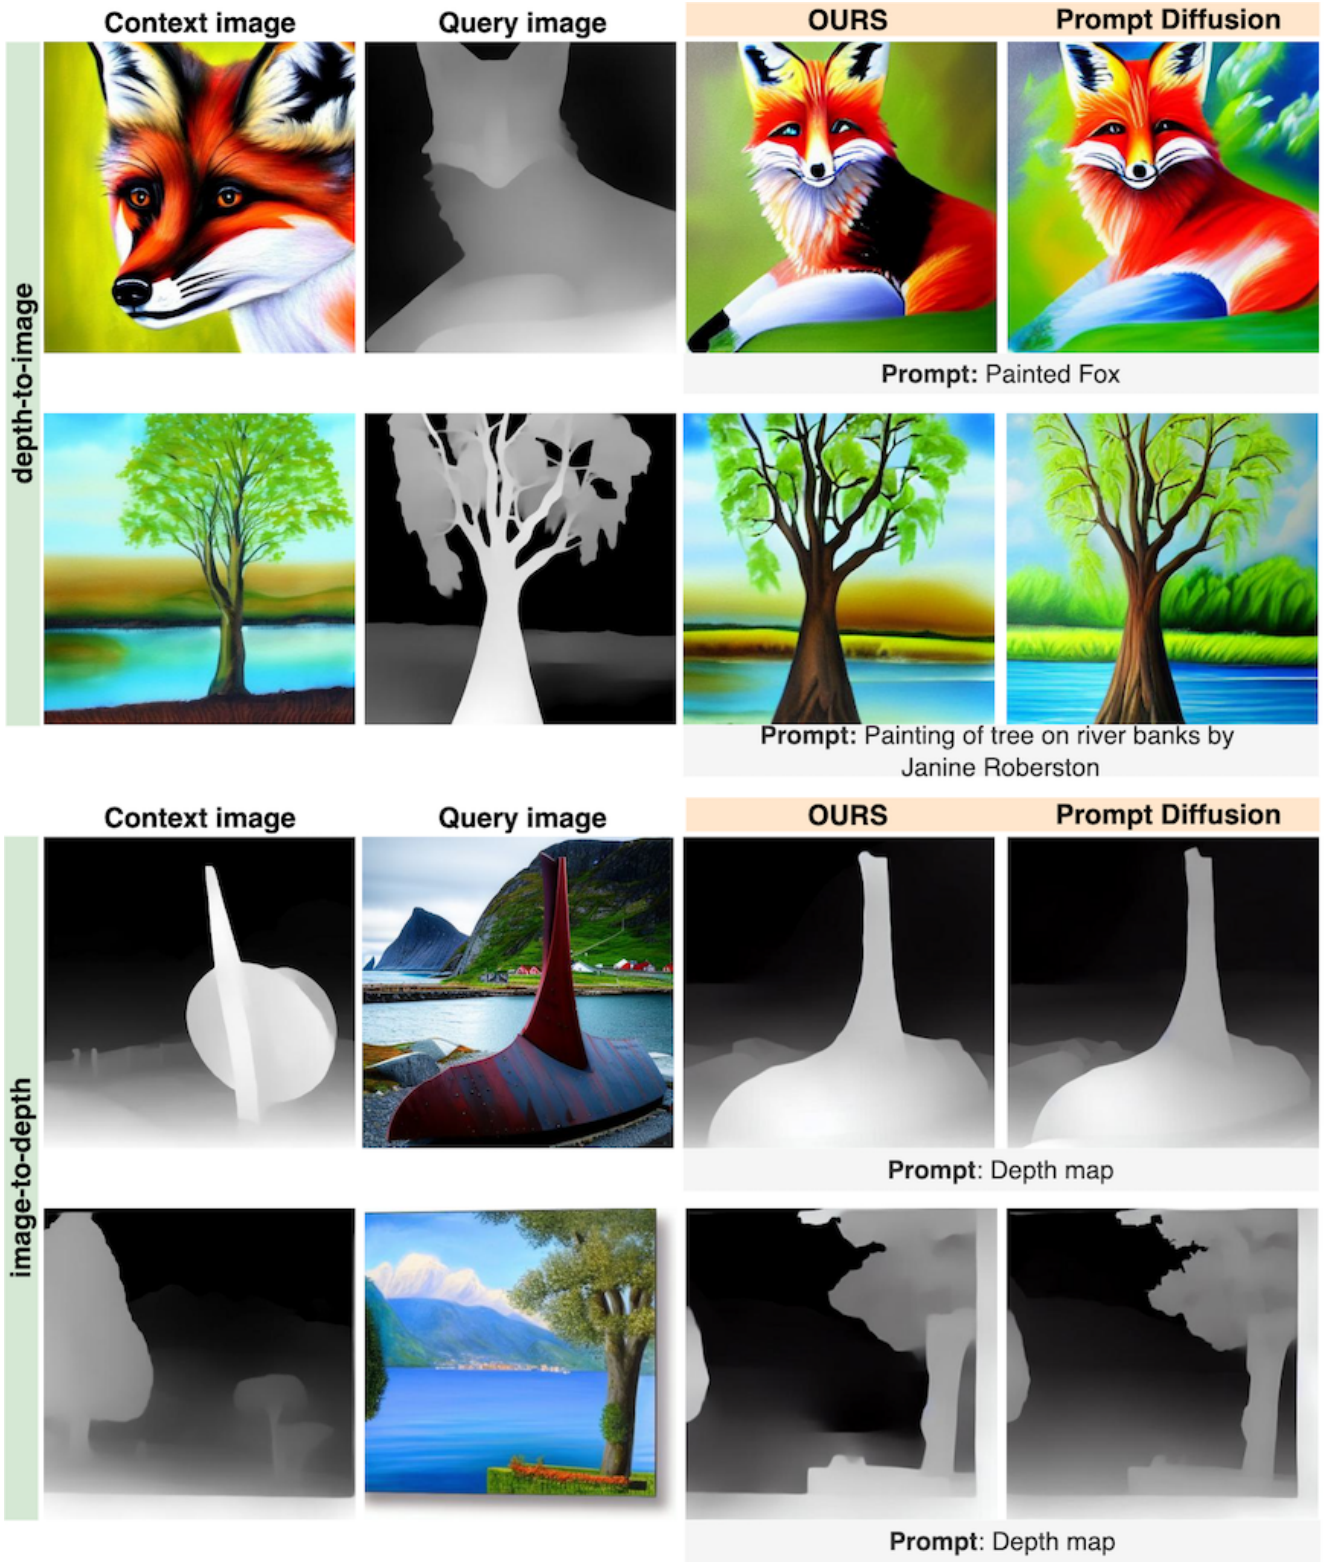 Context image
Query image
OURS
Prompt Diffusion
depth-to-image
Prompt: Painted Fox
Prompt: Painting of tree on river banks by
Janine Roberston
Context image
Query image
OURS
Prompt Diffusion
image-to-depth
Prompt: Depth map
Prompt: Depth map